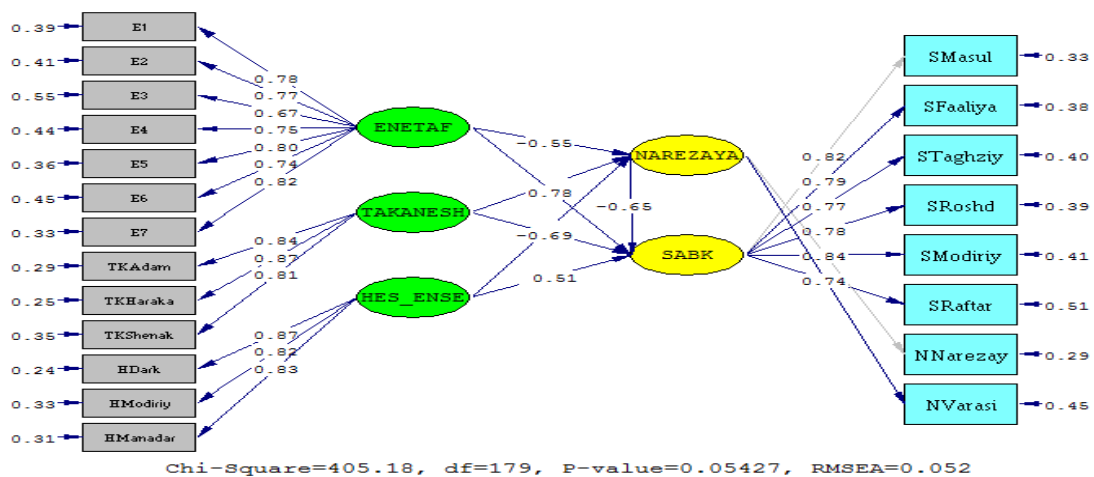 0.39 E1
0.41 E2
0.55 E3
0.44 E4
0.36 E5
0.45 E6
0.33 E7
0.29 TKAdam
0.25 TKHaraka
0.35 TKShenak
0.24 HDark
0.33 HModiriy
0.31 HManadar
0.78
0.77
0.67
0.75
0.80
0.74
0.82
0.84
0.87
0.81
0.87
0.82
0.83
ENETAF
TAKANESH
HES_ENSE
-0.55
0.78
-0.65
-0.69
0.51
NAREZAYA
SABK
0.82
0.79
0.77
0.78
0.84
0.74
SMasul 0.33
SFaaliya 0.38
STaghziy 0.40
SRoshd 0.39
SModiriy 0.41
SRaftar 0.51
NNarezay 0.29
NVarasi 0.45
Chi-Square=405.18, df=179, P-value=0.05427, RMSEA=0.052